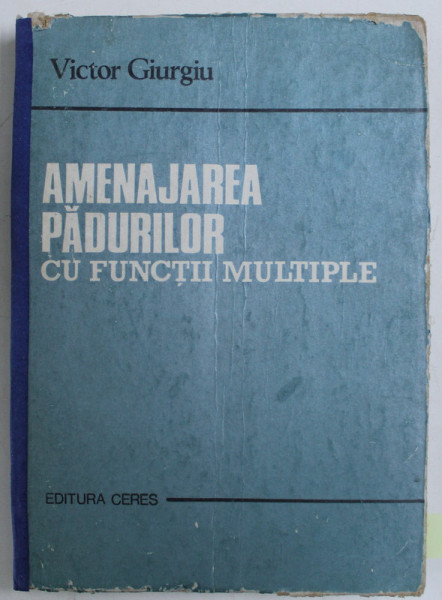 Victor Giurgiu
AMENAJAREA
PĂDURILOR
CU FUNCȚII MULTIPLE
EDITURA CERES